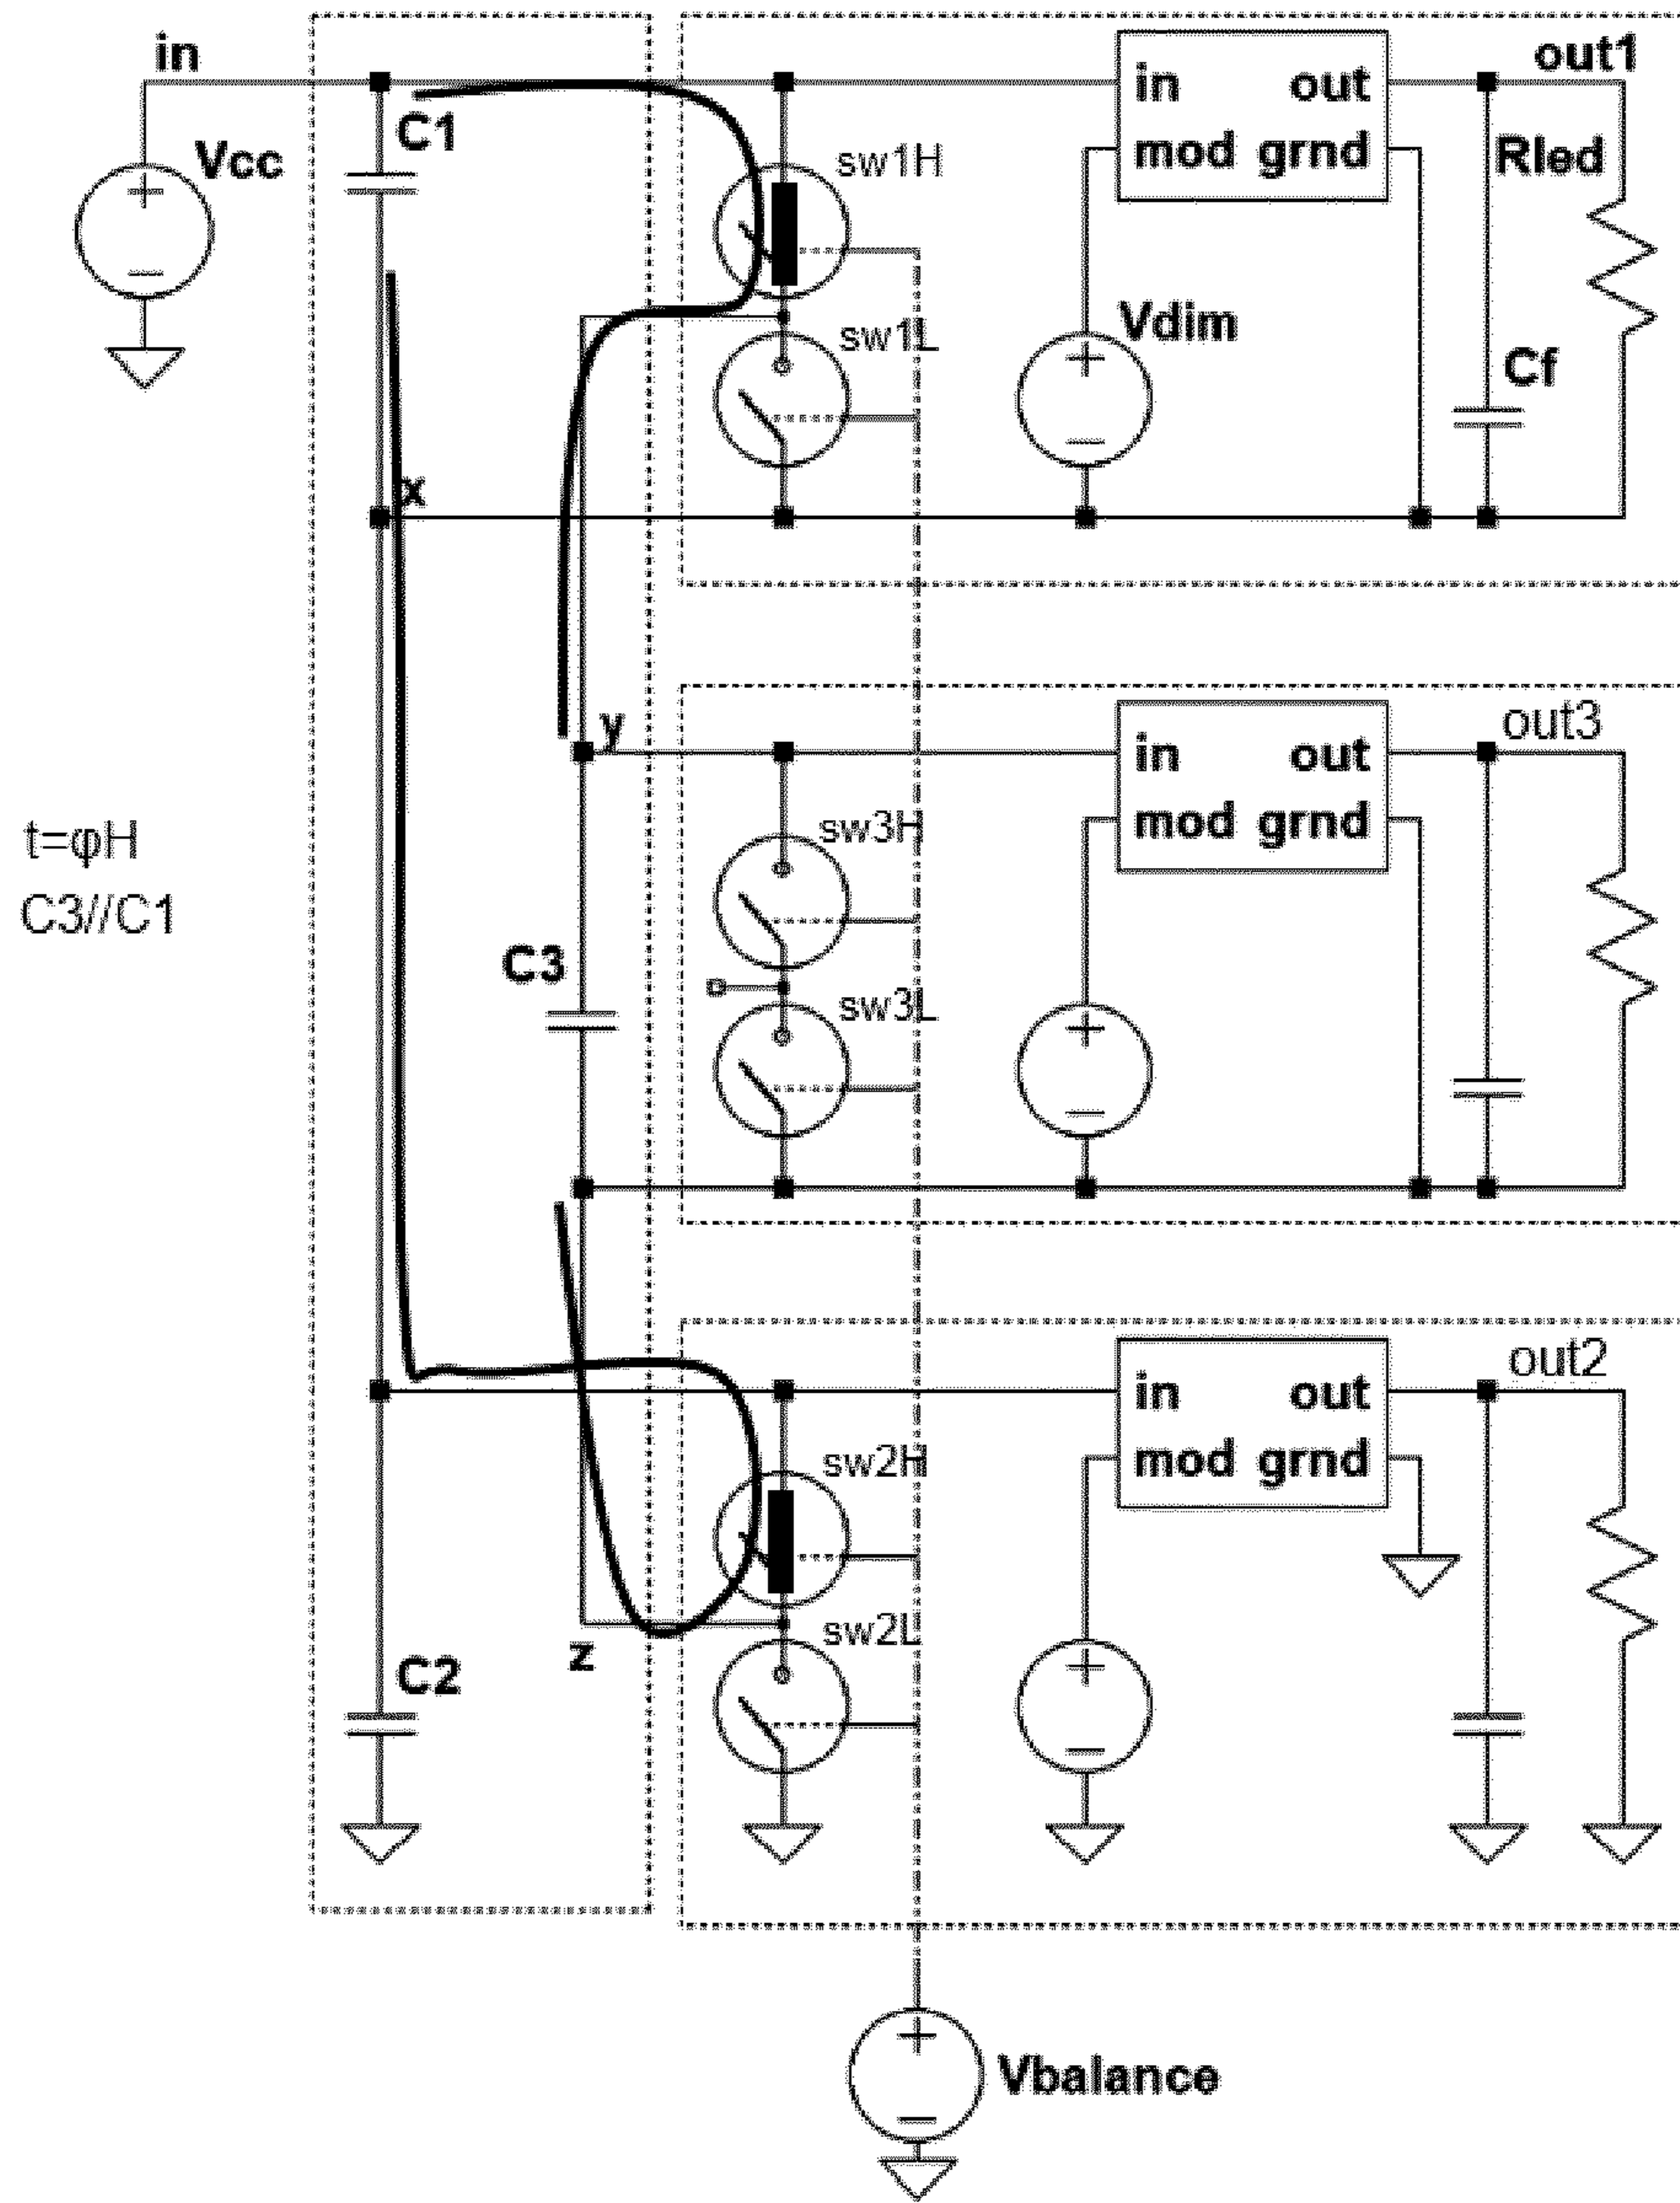 in
out1
Vcc
C1
in out
mod grnd
sw1H
Rled
sw1L
Vdim
Cf
x
y
out3
in out
mod grnd
sw3H
t=φH
C3//C1
C3
sw3L
out2
in out
mod grnd
sw2H
sw2L
z
C2
Vbalance